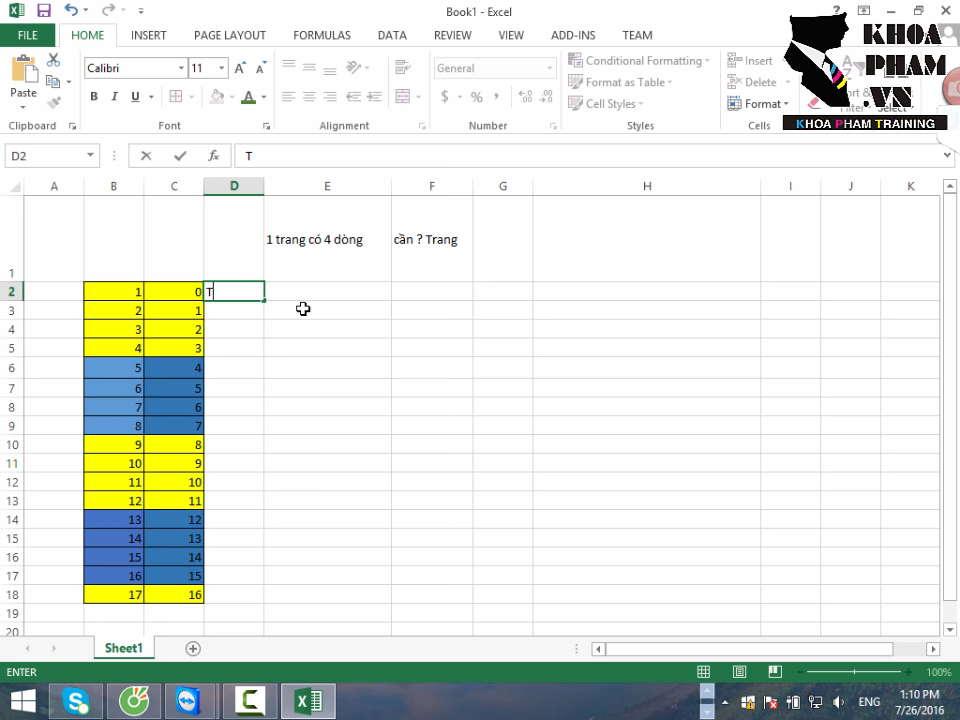 Book1 - Excel
?
FILE
HOME
INSERT
PAGE LAYOUT
FORMULAS
DATA
REVIEW
VIEW
ADD-INS
TEAM
KHOA
PHAM
.VN
KHOA PHAM TRAINING
Paste
Calibri
11
B I U
General
$ % ,
Conditional Formatting
Format as Table
Cell Styles
Insert
Delete
Format
Clipboard
Font
Alignment
Number
Styles
Cells
D2
fx
T
A B C D E F G H I J K
1
1 trang có 4 dòng
cần ? Trang
2 1 0 T
3 2 1
4 3 2
5 4 3
6 5 4
7 6 5
8 7 6
9 8 7
10 9 8
11 10 9
12 11 10
13 12 11
14 13 12
15 14 13
16 15 14
17 16 15
18 17 16
19
20
Sheet1
ENTER
100%
ENG
1:10 PM
7/26/2016